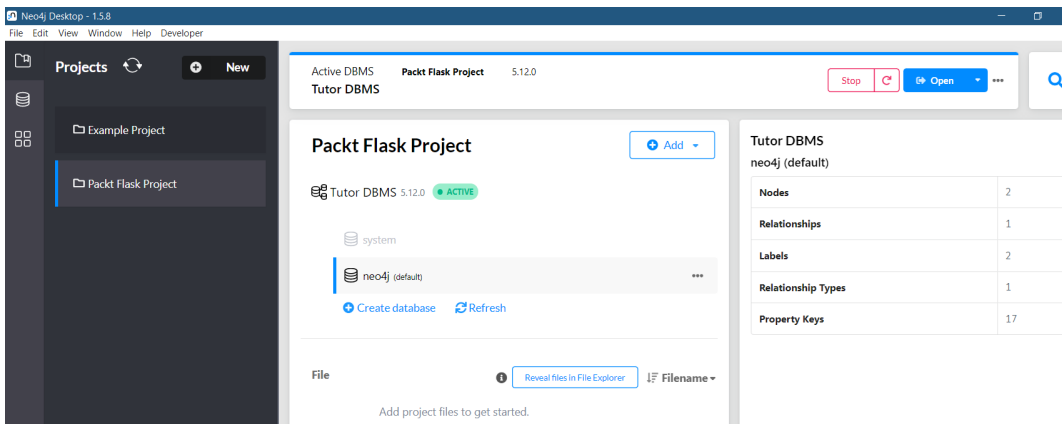 Neo4j Desktop - 1.5.8
File Edit View Window Help Developer
Projects
New
Example Project
Packt Flask Project
Active DBMS Packt Flask Project 5.12.0
Tutor DBMS
Stop
Open
Packt Flask Project
Add
Tutor DBMS 5.12.0 ACTIVE
system
neo4j (default)
Create database Refresh
File
Reveal files in File Explorer
Filename
Add project files to get started.
Tutor DBMS
neo4j (default)
Nodes 2
Relationships 1
Labels 2
Relationship Types 1
Property Keys 17